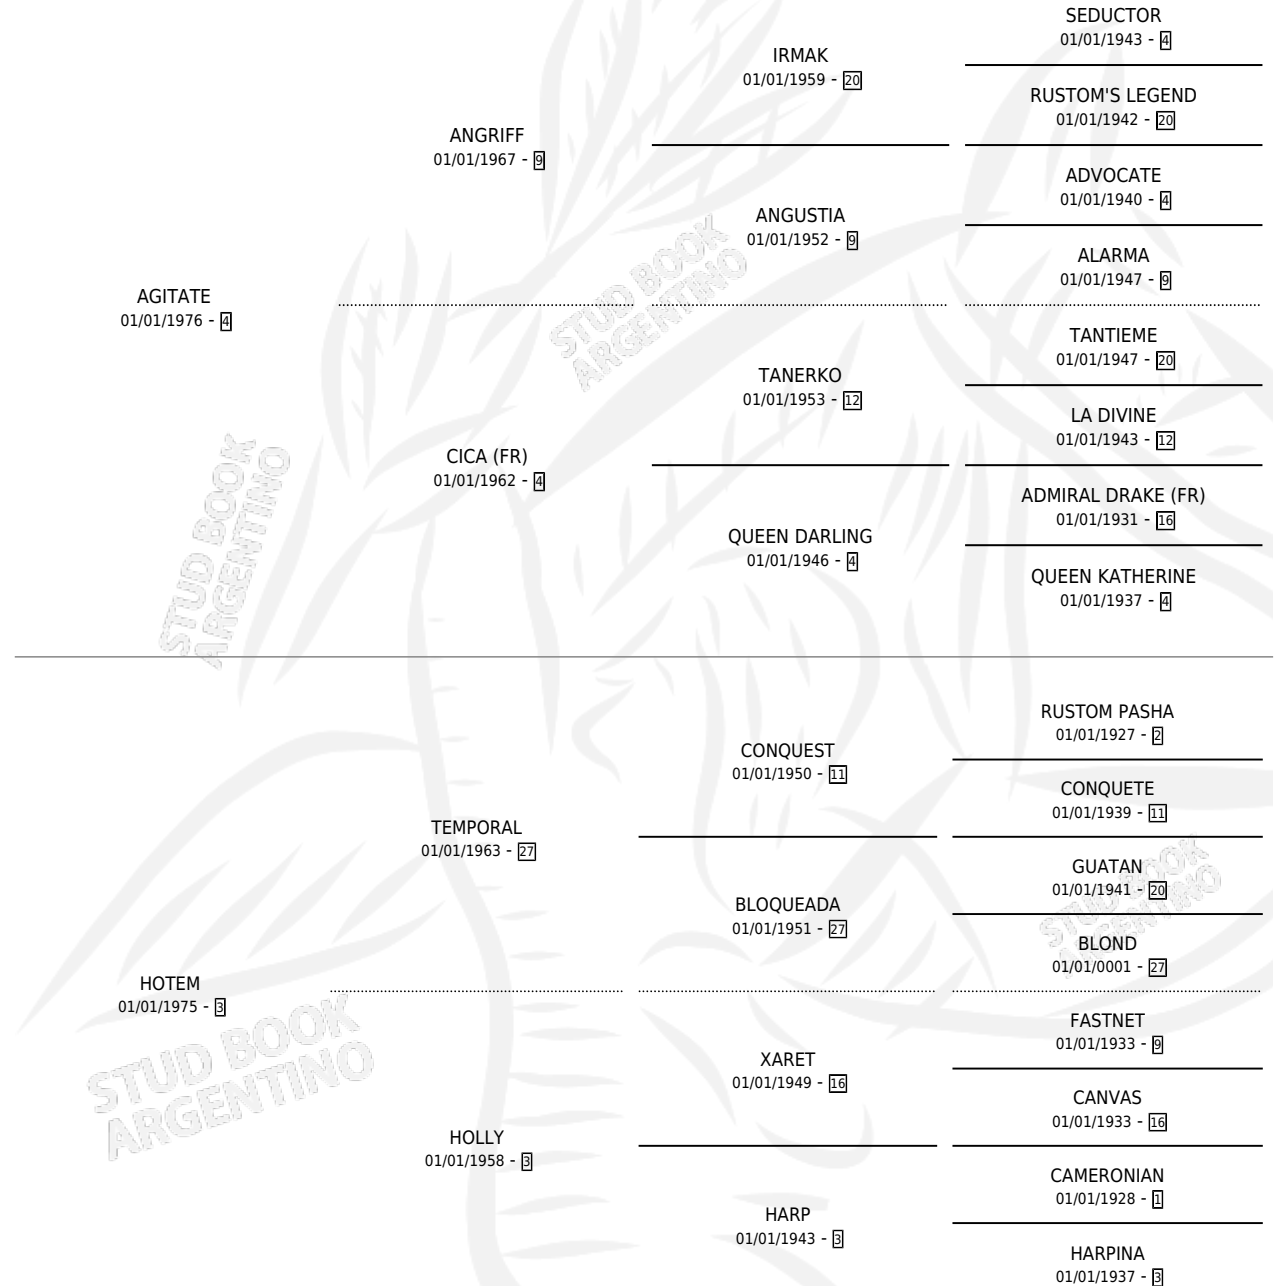 SEDUCTOR
01/01/1943 - 4
IRMAK
01/01/1959 - 20
RUSTOM'S LEGEND
01/01/1942 - 20
ANGRIFF
01/01/1967 - 9
ADVOCATE
01/01/1940 - 4
ANGUSTIA
01/01/1952 - 9
ALARMA
01/01/1947 - 9
AGITATE
01/01/1976 - 4
TANTIEME
01/01/1947 - 20
TANERKO
01/01/1953 - 12
LA DIVINE
01/01/1943 - 12
CICA (FR)
01/01/1962 - 4
ADMIRAL DRAKE (FR)
01/01/1931 - 16
QUEEN DARLING
01/01/1946 - 4
QUEEN KATHERINE
01/01/1937 - 4
RUSTOM PASHA
01/01/1927 - 2
CONQUEST
01/01/1950 - 11
CONQUETE
01/01/1939 - 11
TEMPORAL
01/01/1963 - 27
GUATAN
01/01/1941 - 20
BLOQUEADA
01/01/1951 - 27
BLOND
01/01/0001 - 27
HOTEM
01/01/1975 - 3
FASTNET
01/01/1933 - 9
XARET
01/01/1949 - 16
CANVAS
01/01/1933 - 16
HOLLY
01/01/1958 - 3
CAMERONIAN
01/01/1928 - 1
HARP
01/01/1943 - 3
HARPINA
01/01/1937 - 3
STUD BOOK
ARGENTINO
STUD BOOK
ARGENTINO
STUD BOOK
ARGENTINO
STUD BOOK
ARGENTINO